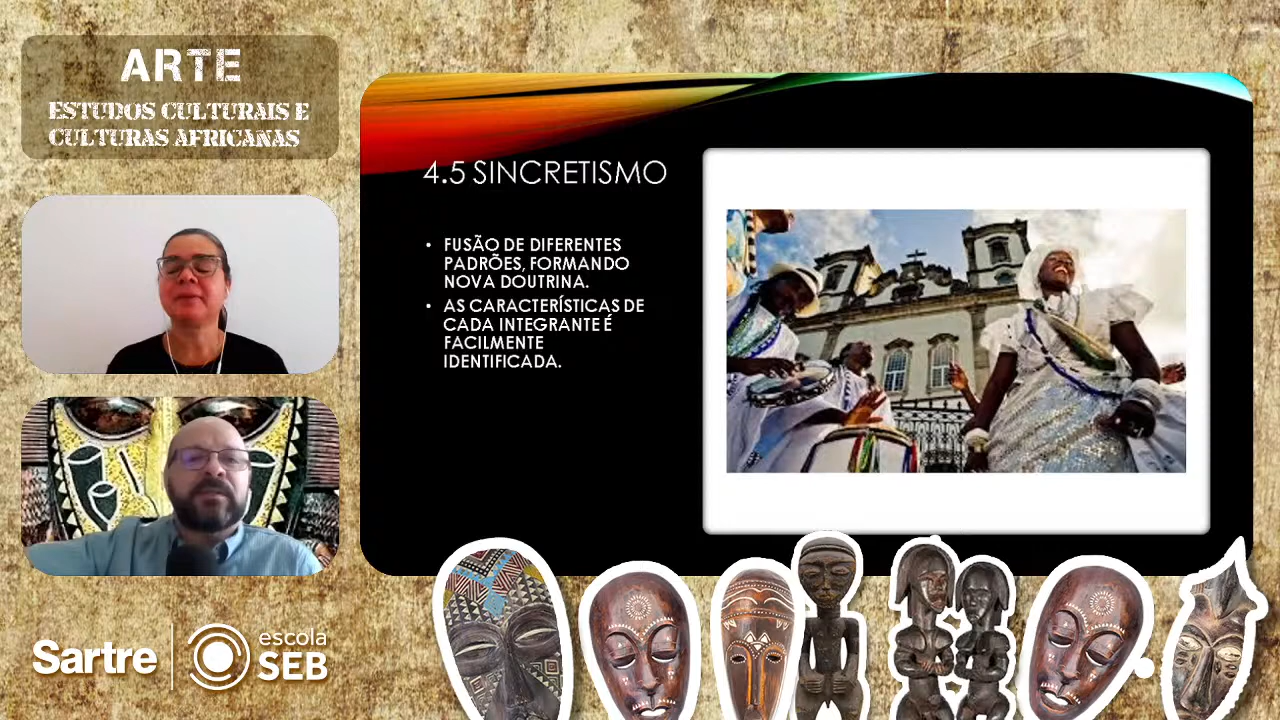 ARTE
ESTUDOS CULTURAIS E
CULTURAS AFRICANAS
4.5 SINCRETISMO
• FUSÃO DE DIFERENTES
PADRÕES, FORMANDO
NOVA DOUTRINA.
• AS CARACTERÍSTICAS DE
CADA INTEGRANTE É
FACILMENTE
IDENTIFICADA.
Sartre
escola
SEB